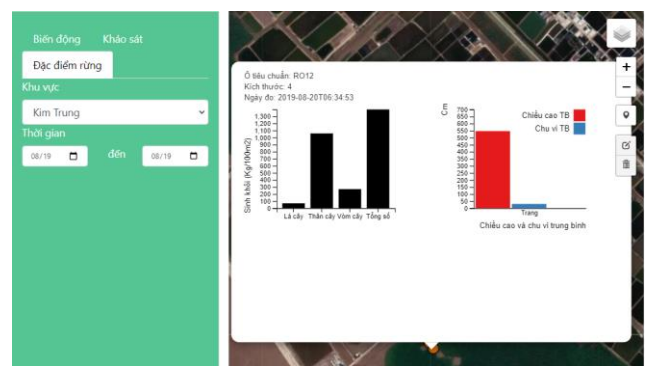 Biến động Khảo sát
Đặc điểm rừng
Khu vực
Kim Trung
Thời gian
08/19 đến 08/19
Ô tiêu chuẩn: RO12
Kích thước: 4
Ngày đo: 2019-08-20T06:34:53
Sinh khối (Kg/100m2)
1,300
1,200
1,100
1,000
900
800
700
600
500
400
300
200
100
0
Lá cây Thân cây Vòm cây Tổng số
Cm
700
650
600
550
500
450
400
350
300
250
200
150
100
50
0
Chiều cao TB
Chu vi TB
Trang
Chiều cao và chu vi trung bình
+
−